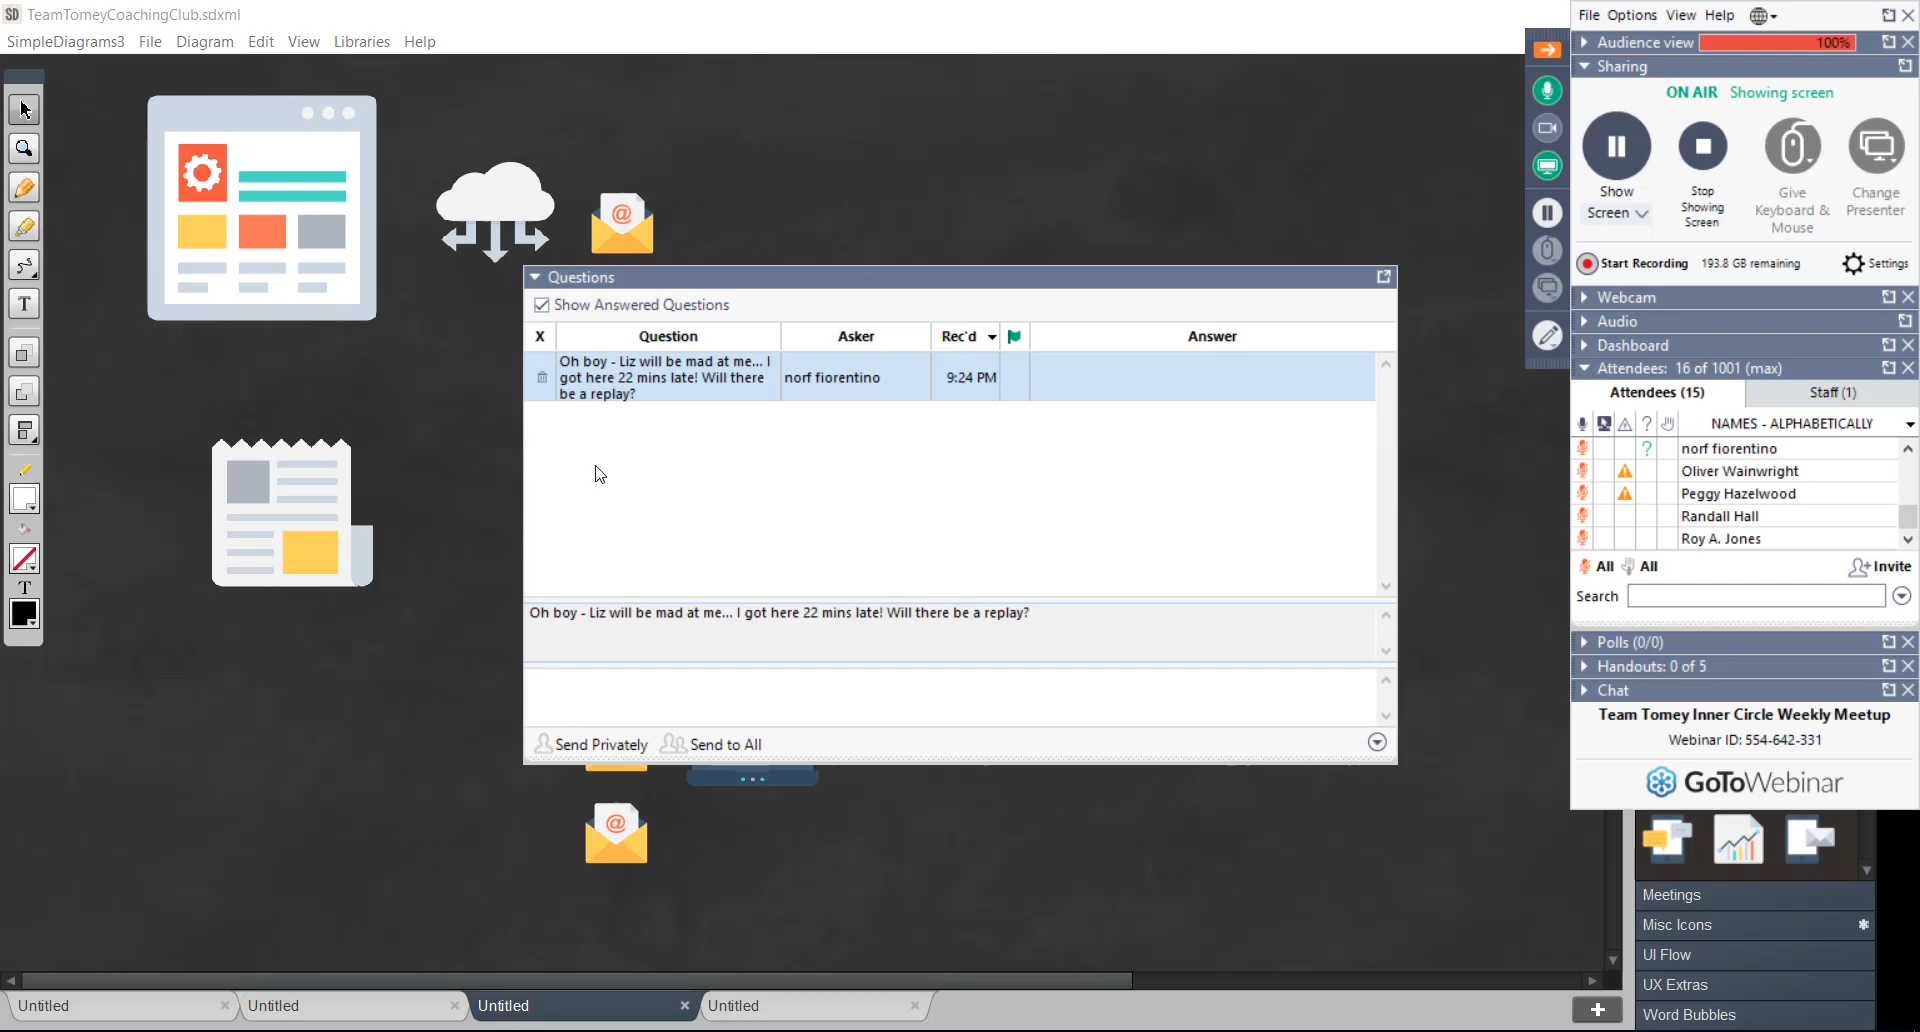 SD TeamTomeyCoachingClub.sdxml
SimpleDiagrams3 File Diagram Edit View Libraries Help
T
T
@
@
Questions
Show Answered Questions
X Question Asker Rec'd Answer
Oh boy - Liz will be mad at me... I
got here 22 mins late! Will there
be a replay?
norf fiorentino 9:24 PM
Oh boy - Liz will be mad at me... I got here 22 mins late! Will there be a replay?
Send Privately Send to All
Untitled Untitled Untitled Untitled
File Options View Help
Audience view 100%
Sharing
ON AIR Showing screen
Show
Screen
Stop
Showing
Screen
Give
Keyboard &
Mouse
Change
Presenter
Start Recording 193.8 GB remaining Settings
Webcam
Audio
Dashboard
Attendees: 16 of 1001 (max)
Attendees (15) Staff (1)
? NAMES - ALPHABETICALLY
? norf fiorentino
Oliver Wainwright
Peggy Hazelwood
Randall Hall
Roy A. Jones
All All Invite
Search
Polls (0/0)
Handouts: 0 of 5
Chat
Team Tomey Inner Circle Weekly Meetup
Webinar ID: 554-642-331
GoToWebinar
Meetings
Misc Icons
UI Flow
UX Extras
Word Bubbles